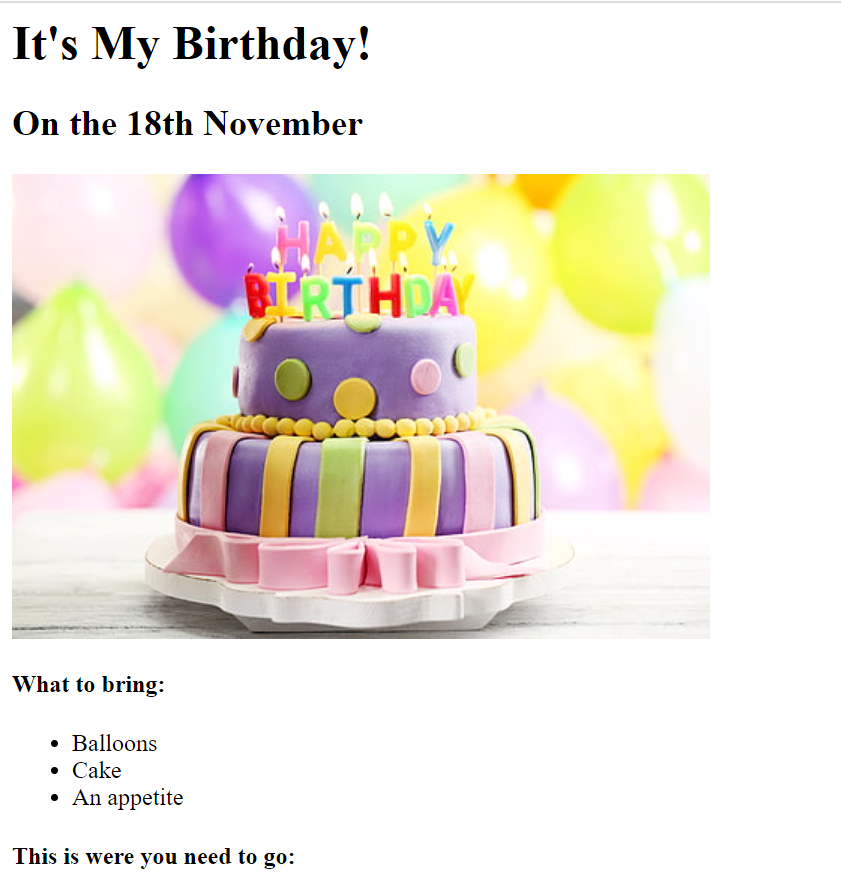 It's My Birthday!
On the 18th November
HAPPY
BIRTHDAY
What to bring:
Balloons
Cake
An appetite
This is were you need to go: